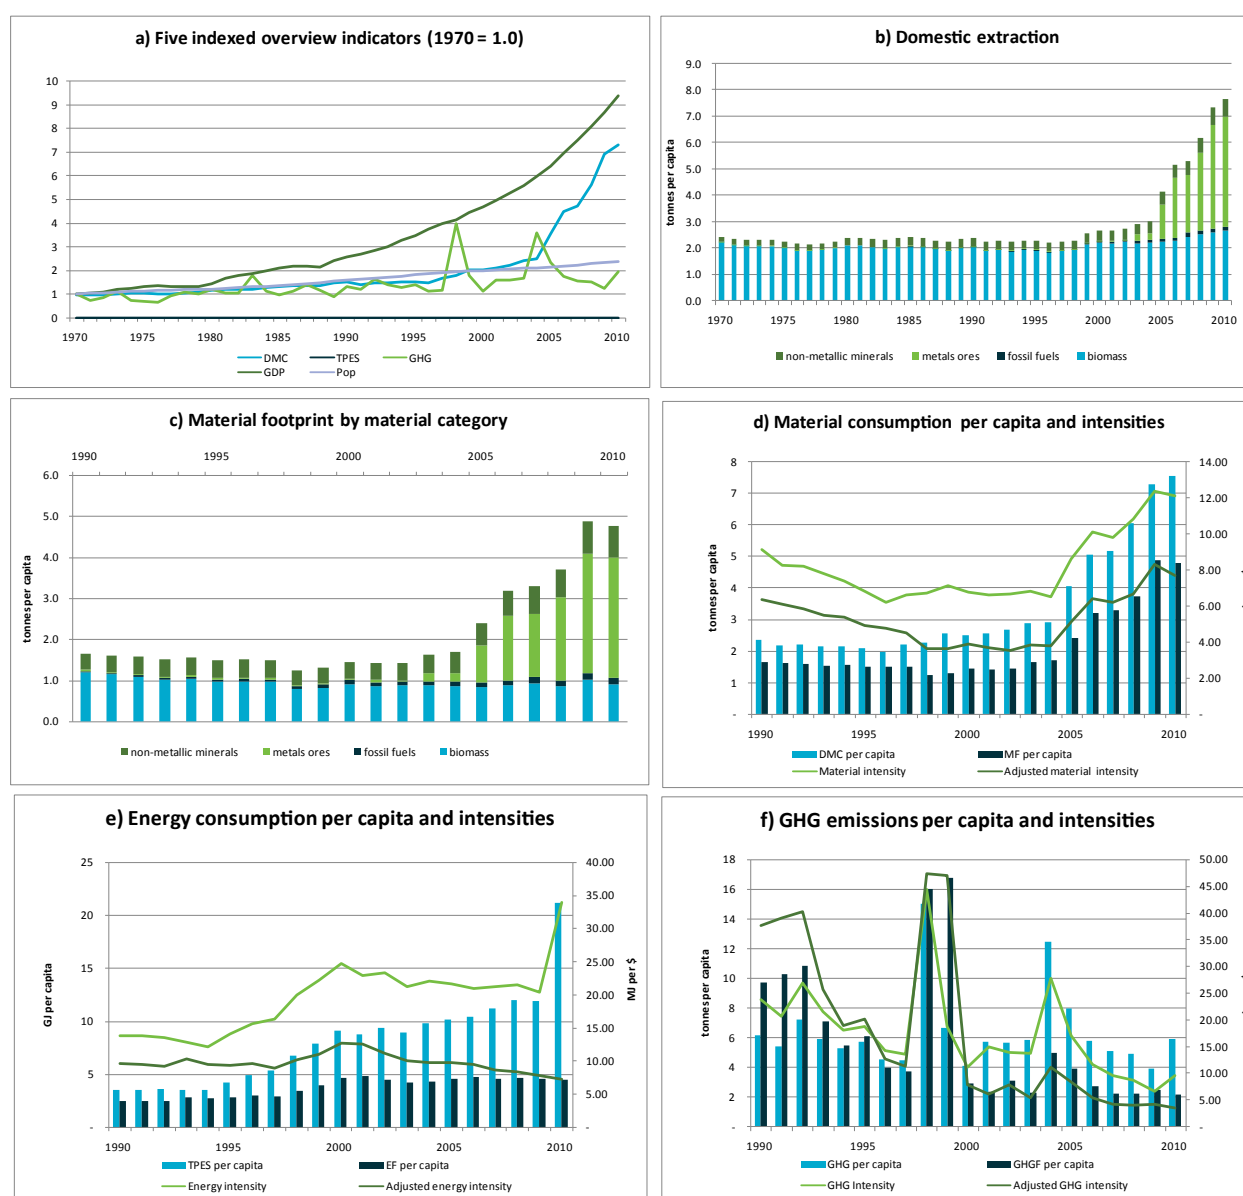 a) Five indexed overview indicators (1970 = 1.0)
10
9
8
7
6
5
4
3
2
1
0
1970 1975 1980 1985 1990 1995 2000 2005 2010
DMC TPES GHG
GDP Pop
b) Domestic extraction
tonnes per capita
9.0
8.0
7.0
6.0
5.0
4.0
3.0
2.0
1.0
0.0
1970 1975 1980 1985 1990 1995 2000 2005 2010
non-metallic minerals metals ores fossil fuels biomass
c) Material footprint by material category
1990 1995 2000 2005 2010
tonnes per capita
6.0
5.0
4.0
3.0
2.0
1.0
0.0
non-metallic minerals metals ores fossil fuels biomass
d) Material consumption per capita and intensities
tonnes per capita
8 14.00
7 12.00
6 10.00
5 8.00
4 6.00
3 4.00
2 2.00
1
- -
1990 1995 2000 2005 2010
DMC per capita MF per capita
Material intensity Adjusted material intensity
e) Energy consumption per capita and intensities
GJ per capita
MJ per $
25 40.00
20 35.00
15 30.00
10 25.00
5 20.00
- 15.00
10.00
5.00
-
1990 1995 2000 2005 2010
TPES per capita EF per capita
Energy intensity Adjusted energy intensity
f) GHG emissions per capita and intensities
tonnes per capita
18 50.00
16 45.00
14 40.00
12 35.00
10 30.00
8 25.00
6 20.00
4 15.00
2 10.00
- 5.00
-
1990 1995 2000 2005 2010
GHG per capita GHGF per capita
GHG Intensity Adjusted GHG intensity